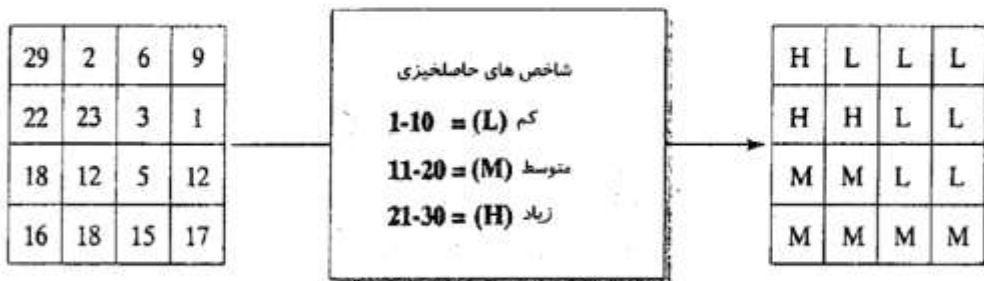 29 2 6 9
22 23 3 1
18 12 5 12
16 18 15 17
شاخص های حاصلخیزی
کم (L) = 1-10
متوسط (M) = 11-20
زیاد (H) = 21-30
H L L L
H H L L
M M L L
M M M M